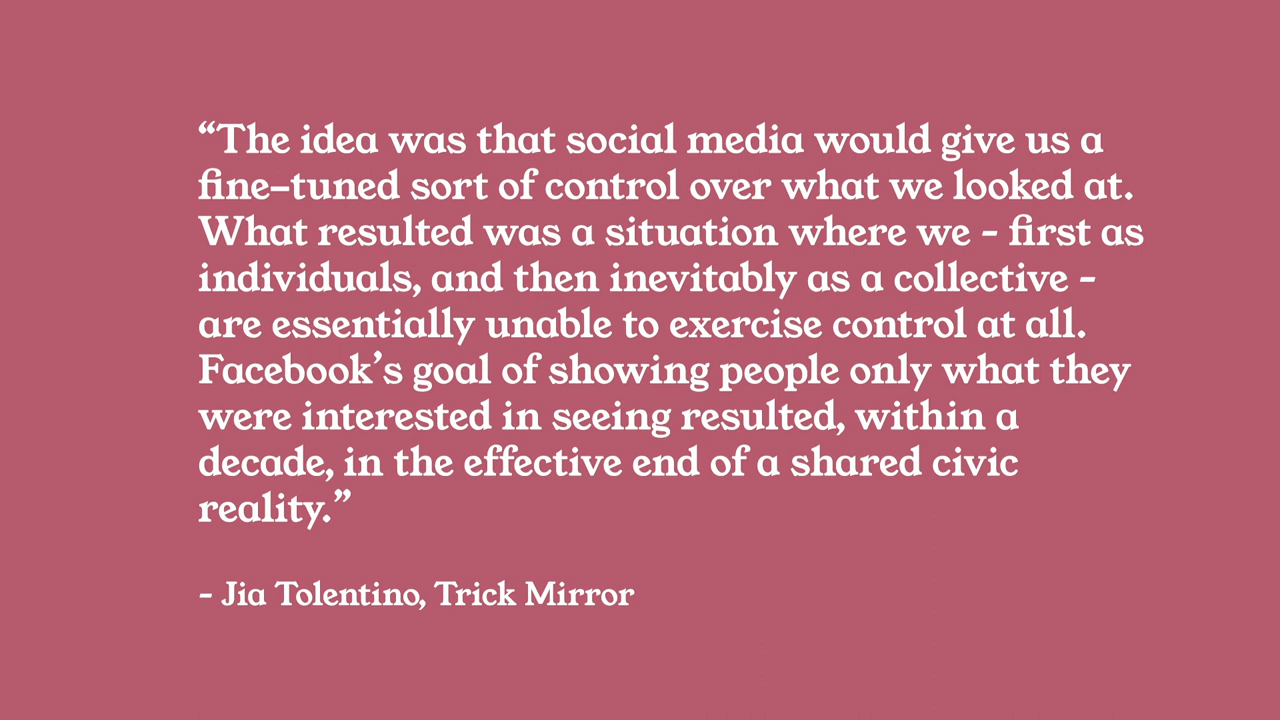 “The idea was that social media would give us a
fine–tuned sort of control over what we looked at.
What resulted was a situation where we - first as
individuals, and then inevitably as a collective -
are essentially unable to exercise control at all.
Facebook’s goal of showing people only what they
were interested in seeing resulted, within a
decade, in the effective end of a shared civic
reality.”
- Jia Tolentino, Trick Mirror